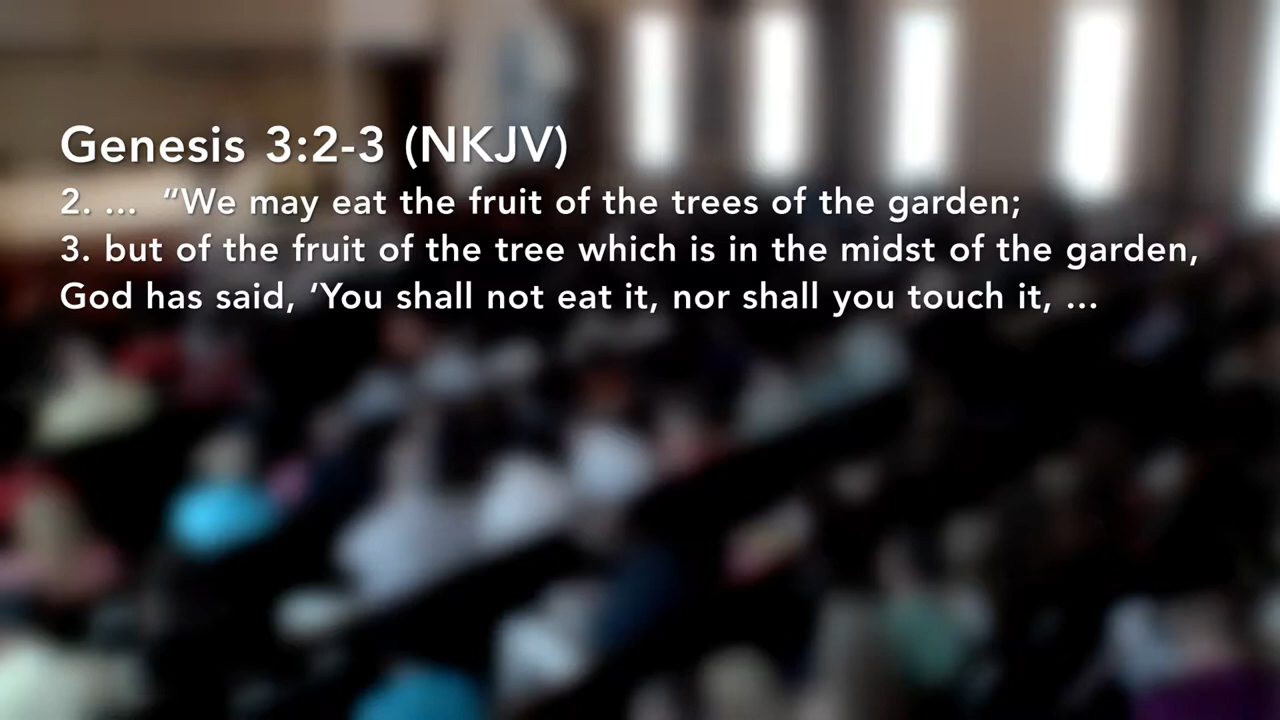 Genesis 3:2-3 (NKJV)
2. ... “We may eat the fruit of the trees of the garden;
3. but of the fruit of the tree which is in the midst of the garden,
God has said, ‘You shall not eat it, nor shall you touch it, ...